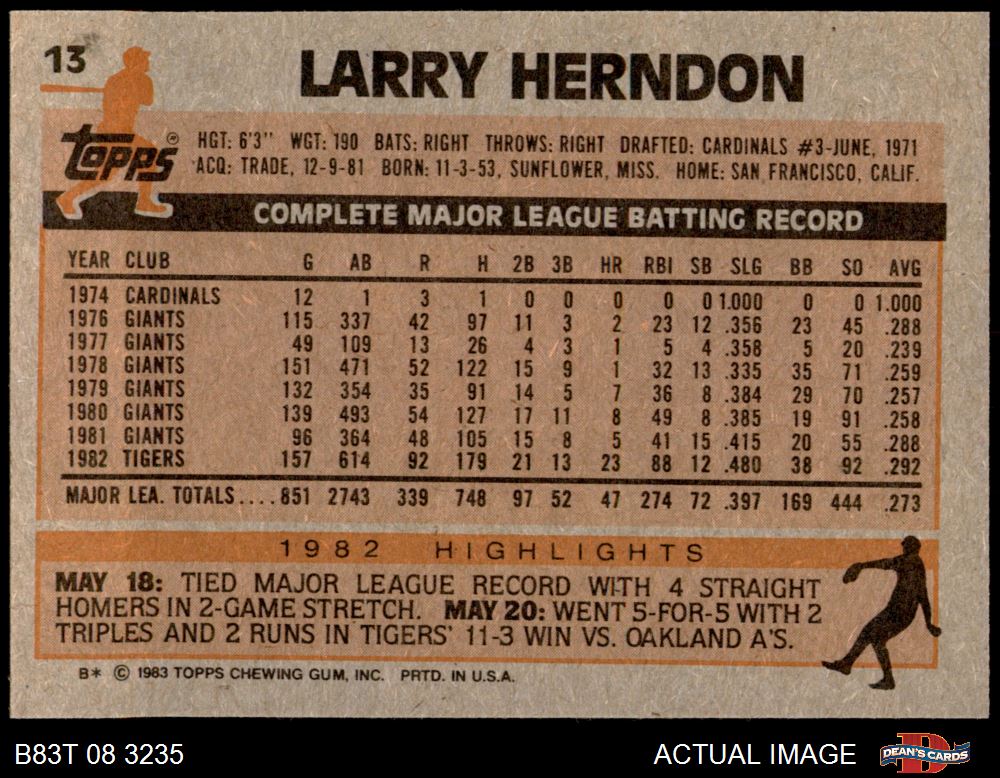 13
LARRY HERNDON
topps®
HGT: 6'3" WGT: 190 BATS: RIGHT THROWS: RIGHT DRAFTED: CARDINALS #3-JUNE, 1971
ACQ: TRADE, 12-9-81 BORN: 11-3-53, SUNFLOWER, MISS. HOME: SAN FRANCISCO, CALIF.
COMPLETE MAJOR LEAGUE BATTING RECORD
YEAR CLUB G AB R H 2B 3B HR RBI SB SLG BB SO AVG
1974 CARDINALS 12 1 3 1 0 0 0 0 0 1.000 0 0 1.000
1976 GIANTS 115 337 42 97 11 3 2 23 12 .356 23 45 .288
1977 GIANTS 49 109 13 26 4 3 1 5 4 .358 5 20 .239
1978 GIANTS 151 471 52 122 15 9 1 32 13 .335 35 71 .259
1979 GIANTS 132 354 35 91 14 5 7 36 8 .384 29 70 .257
1980 GIANTS 139 493 54 127 17 11 8 49 8 .385 19 91 .258
1981 GIANTS 96 364 48 105 15 8 5 41 15 .415 20 55 .288
1982 TIGERS 157 614 92 179 21 13 23 88 12 .480 38 92 .292
MAJOR LEA. TOTALS....851 2743 339 748 97 52 47 274 72 .397 169 444 .273
1982 HIGHLIGHTS
MAY 18: TIED MAJOR LEAGUE RECORD WITH 4 STRAIGHT
HOMERS IN 2-GAME STRETCH. MAY 20: WENT 5-FOR-5 WITH 2
TRIPLES AND 2 RUNS IN TIGERS' 11-3 WIN VS. OAKLAND A'S.
B* © 1983 TOPPS CHEWING GUM, INC. PRTD. IN U.S.A.
B83T 08 3235
ACTUAL IMAGE
DEAN'S CARDS